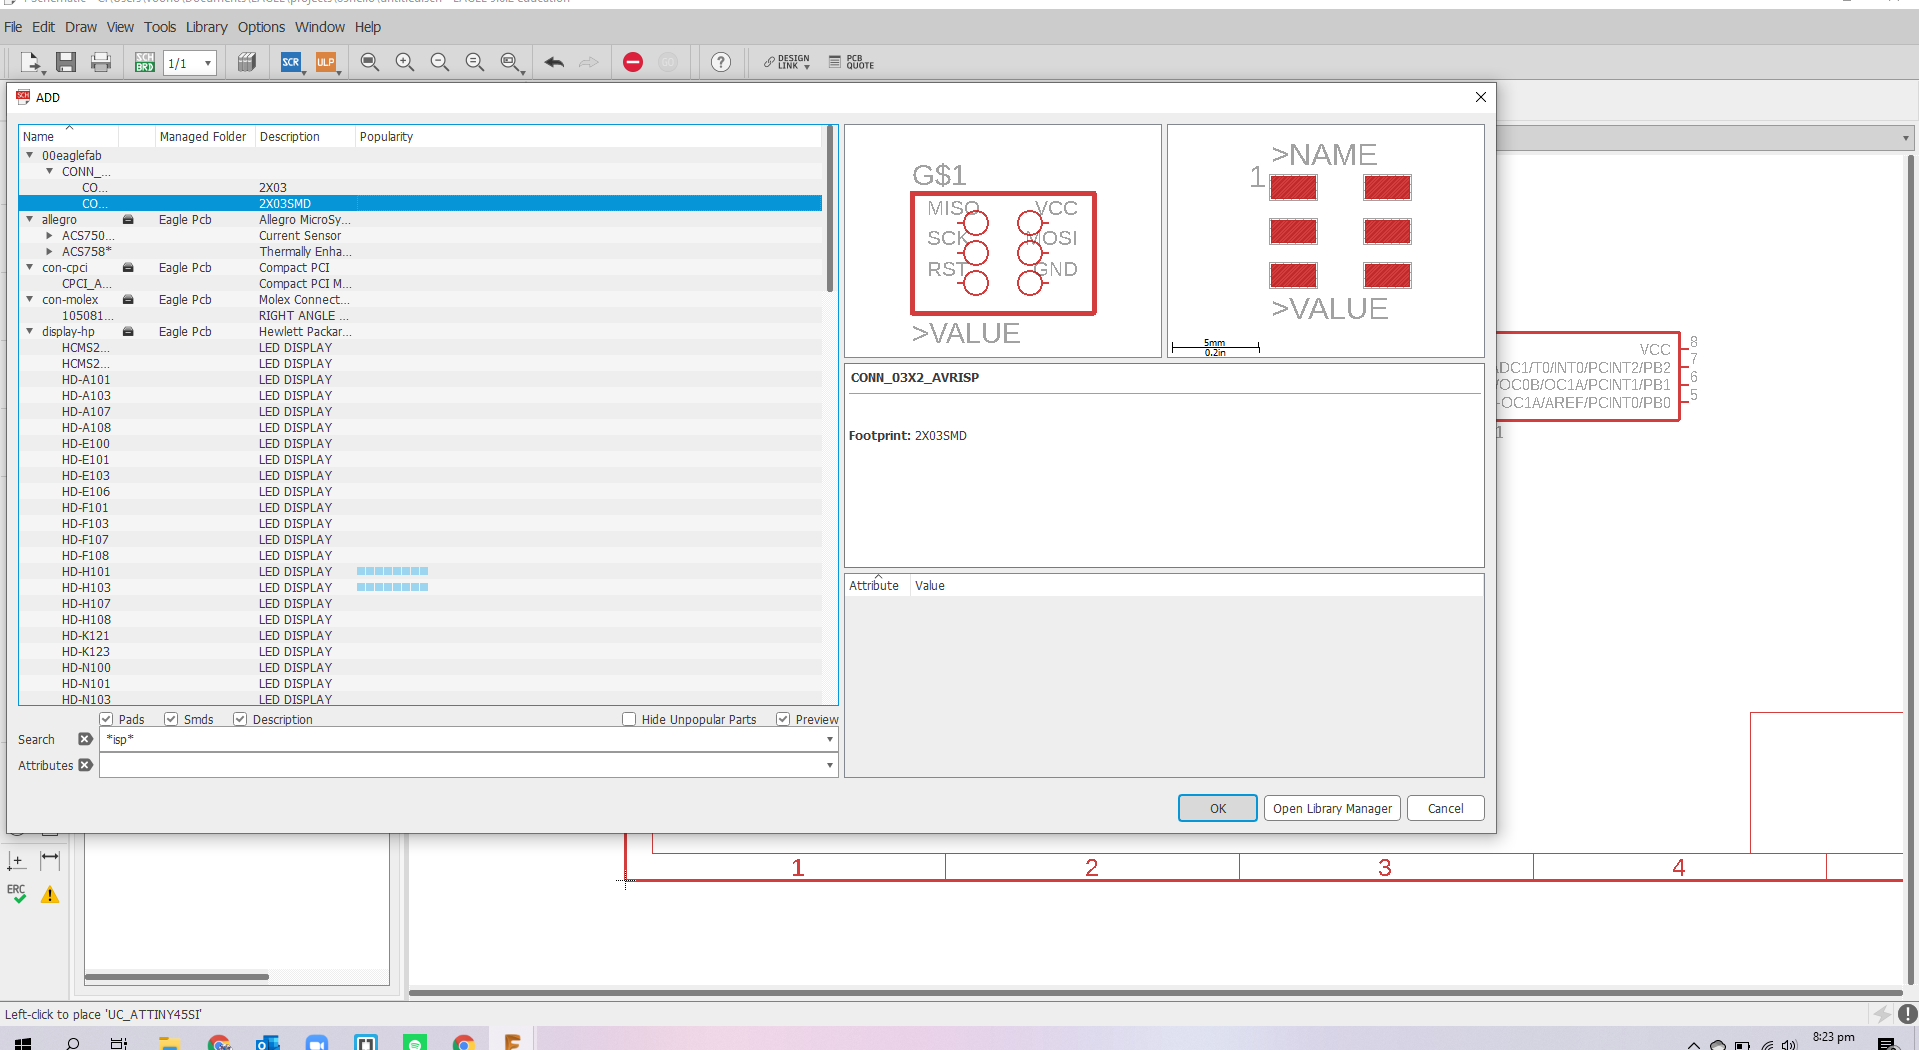 File Edit Draw View Tools Library Options Window Help
SCH BRD 1/1 SCR ULP DESIGN LINK PCB QUOTE
ADD
Name Managed Folder Description Popularity
00eaglefab
CONN_...
CO... 2X03
CO... 2X03SMD
allegro Eagle Pcb Allegro MicroSy...
ACS750... Current Sensor
ACS758* Thermally Enha...
con-cpci Eagle Pcb Compact PCI
CPCI_A... Compact PCI M...
con-molex Eagle Pcb Molex Connect...
105081... RIGHT ANGLE ...
display-hp Eagle Pcb Hewlett Packar...
HCMS2... LED DISPLAY
HCMS2... LED DISPLAY
HD-A101 LED DISPLAY
HD-A103 LED DISPLAY
HD-A107 LED DISPLAY
HD-A108 LED DISPLAY
HD-E100 LED DISPLAY
HD-E101 LED DISPLAY
HD-E103 LED DISPLAY
HD-E106 LED DISPLAY
HD-F101 LED DISPLAY
HD-F103 LED DISPLAY
HD-F107 LED DISPLAY
HD-F108 LED DISPLAY
HD-H101 LED DISPLAY
HD-H103 LED DISPLAY
HD-H107 LED DISPLAY
HD-H108 LED DISPLAY
HD-K121 LED DISPLAY
HD-K123 LED DISPLAY
HD-N100 LED DISPLAY
HD-N101 LED DISPLAY
HD-N103 LED DISPLAY
Pads Smds Description Hide Unpopular Parts Preview
Search *isp*
Attributes
G$1
MISO VCC
SCK MOSI
RST GND
>VALUE
>NAME
1
>VALUE
5mm
0.2in
CONN_03X2_AVRISP
Footprint: 2X03SMD
Attribute Value
OK Open Library Manager Cancel
VCC 8
DC1/T0/INT0/PCINT2/PB2 7
/OC0B/OC1A/PCINT1/PB1 6
-OC1A/AREF/PCINT0/PB0 5
1
1 2 3 4
ERC
Left-click to place 'UC_ATTINY45SI'
8:23 pm